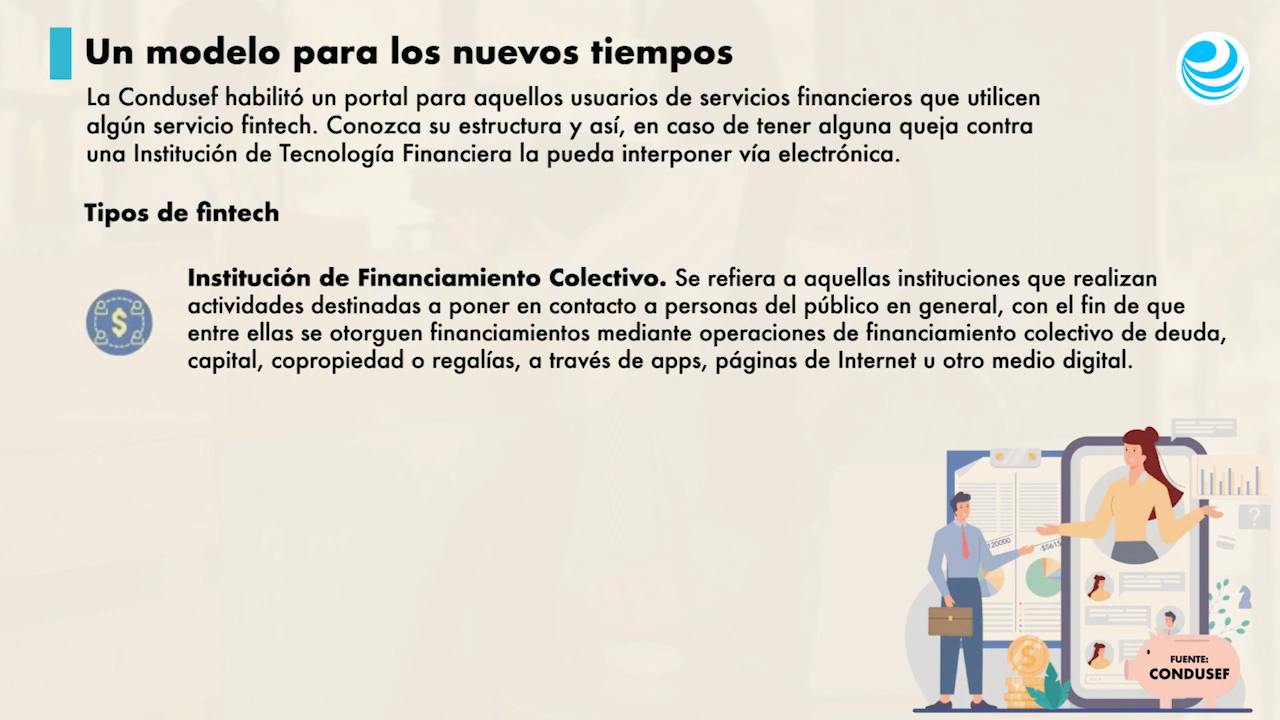 Un modelo para los nuevos tiempos
La Condusef habilitó un portal para aquellos usuarios de servicios financieros que utilicen
algún servicio fintech. Conozca su estructura y así, en caso de tener alguna queja contra
una Institución de Tecnología Financiera la pueda interponer vía electrónica.
Tipos de fintech
Institución de Financiamiento Colectivo. Se refiera a aquellas instituciones que realizan
actividades destinadas a poner en contacto a personas del público en general, con el fin de que
entre ellas se otorguen financiamientos mediante operaciones de financiamiento colectivo de deuda,
capital, copropiedad o regalías, a través de apps, páginas de Internet u otro medio digital.
120000
-$5615
FUENTE:
CONDUSEF